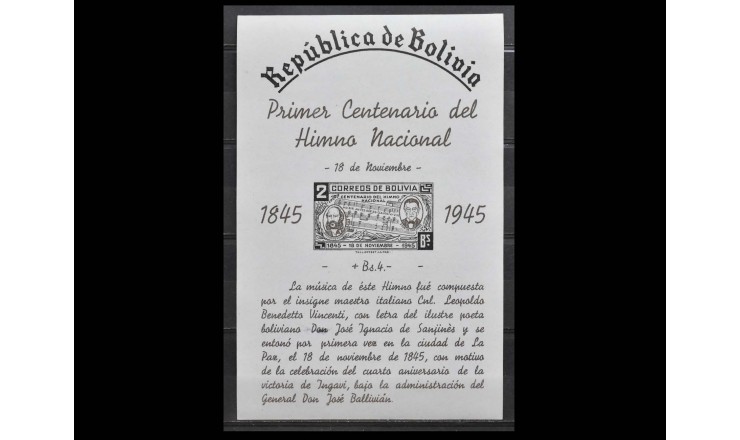 República de Bolivia
Primer Centenario del
Himno Nacional
- 18 de Noviembre -
2 CORREOS DE BOLIVIA
CENTENARIO DEL HIMNO
NACIONAL
1845 1945
1845 - 18 DE NOVIEMBRE - 1945 Bs.
- + Bs.4.- -
La música de éste Himno fué compuesta
por el insigne maestro italiano Cnl. Leopoldo
Benedetto Vincenti, con letra del ilustre poeta
boliviano Don José Ignacio de Sanjinès y se
entonó por primera vez en la ciudad de La
Paz, el 18 de noviembre de 1845, con motivo
de la celebración del cuarto aniversario de la
victoria de Ingavi, bajo la administración del
General Don José Ballivián.